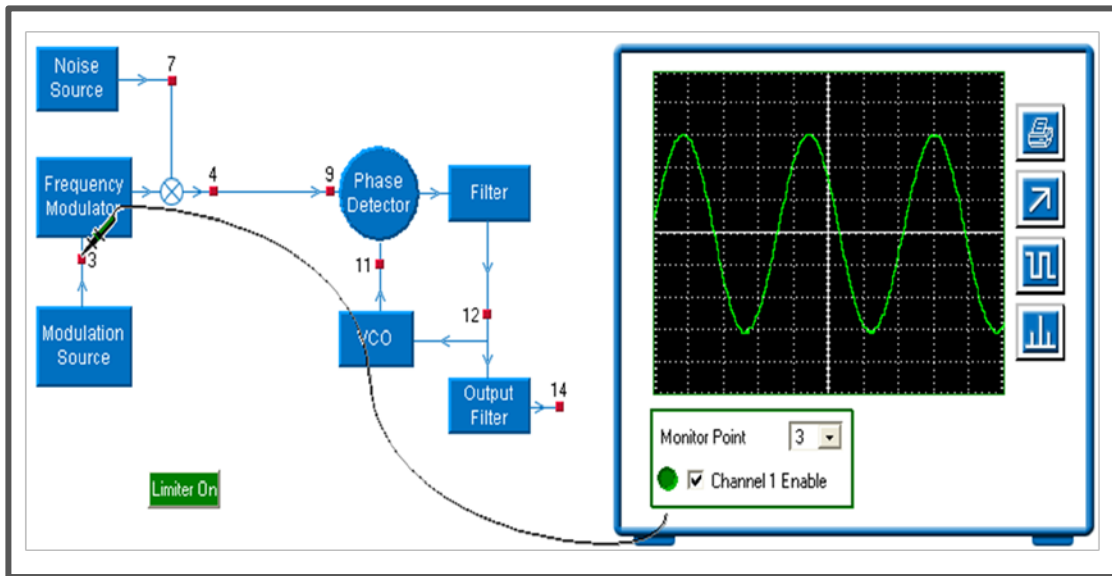 Noise
Source
7
Frequency
Modulator
4
9
Phase
Detector
Filter
3
11
Modulation
Source
VCO
12
Output
Filter
14
Limiter On
Monitor Point 3
Channel 1 Enable